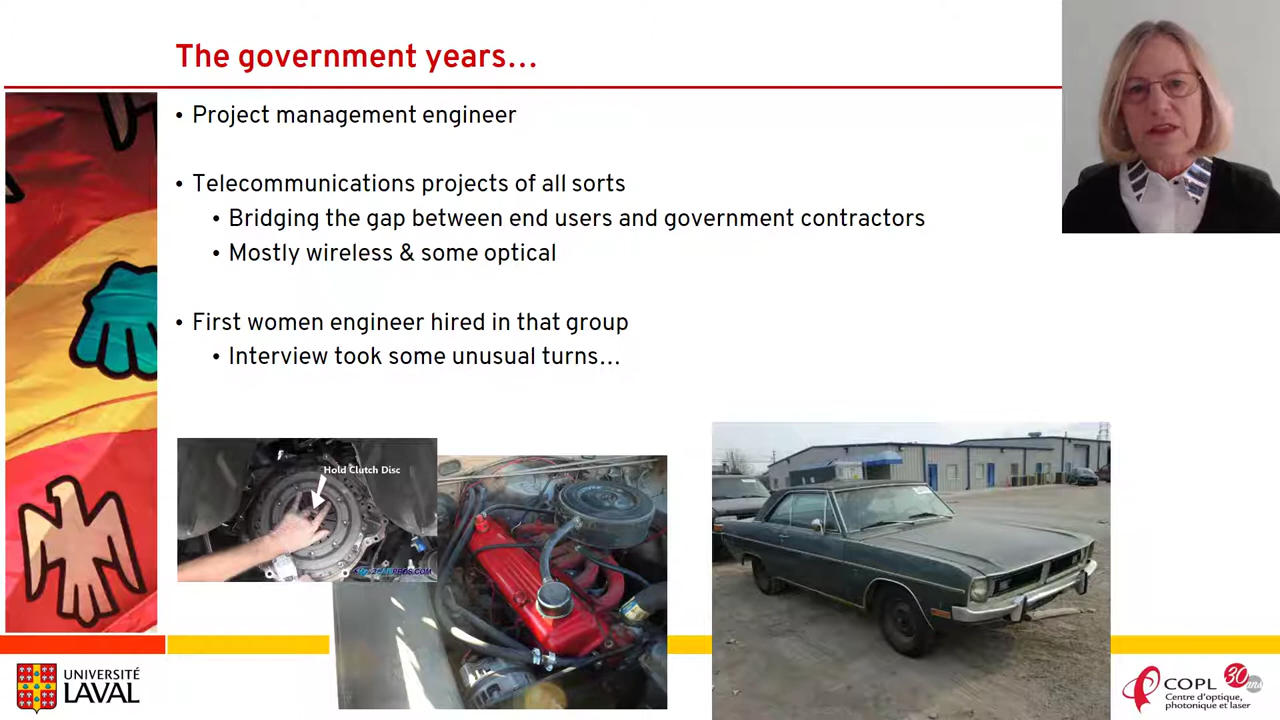 The government years...
• Project management engineer
• Telecommunications projects of all sorts
• Bridging the gap between end users and government contractors
• Mostly wireless & some optical
• First women engineer hired in that group
• Interview took some unusual turns...
Hold Clutch Disc
UNIVERSITÉ
LAVAL
COPL 30 ans
Centre d'optique,
photonique et laser